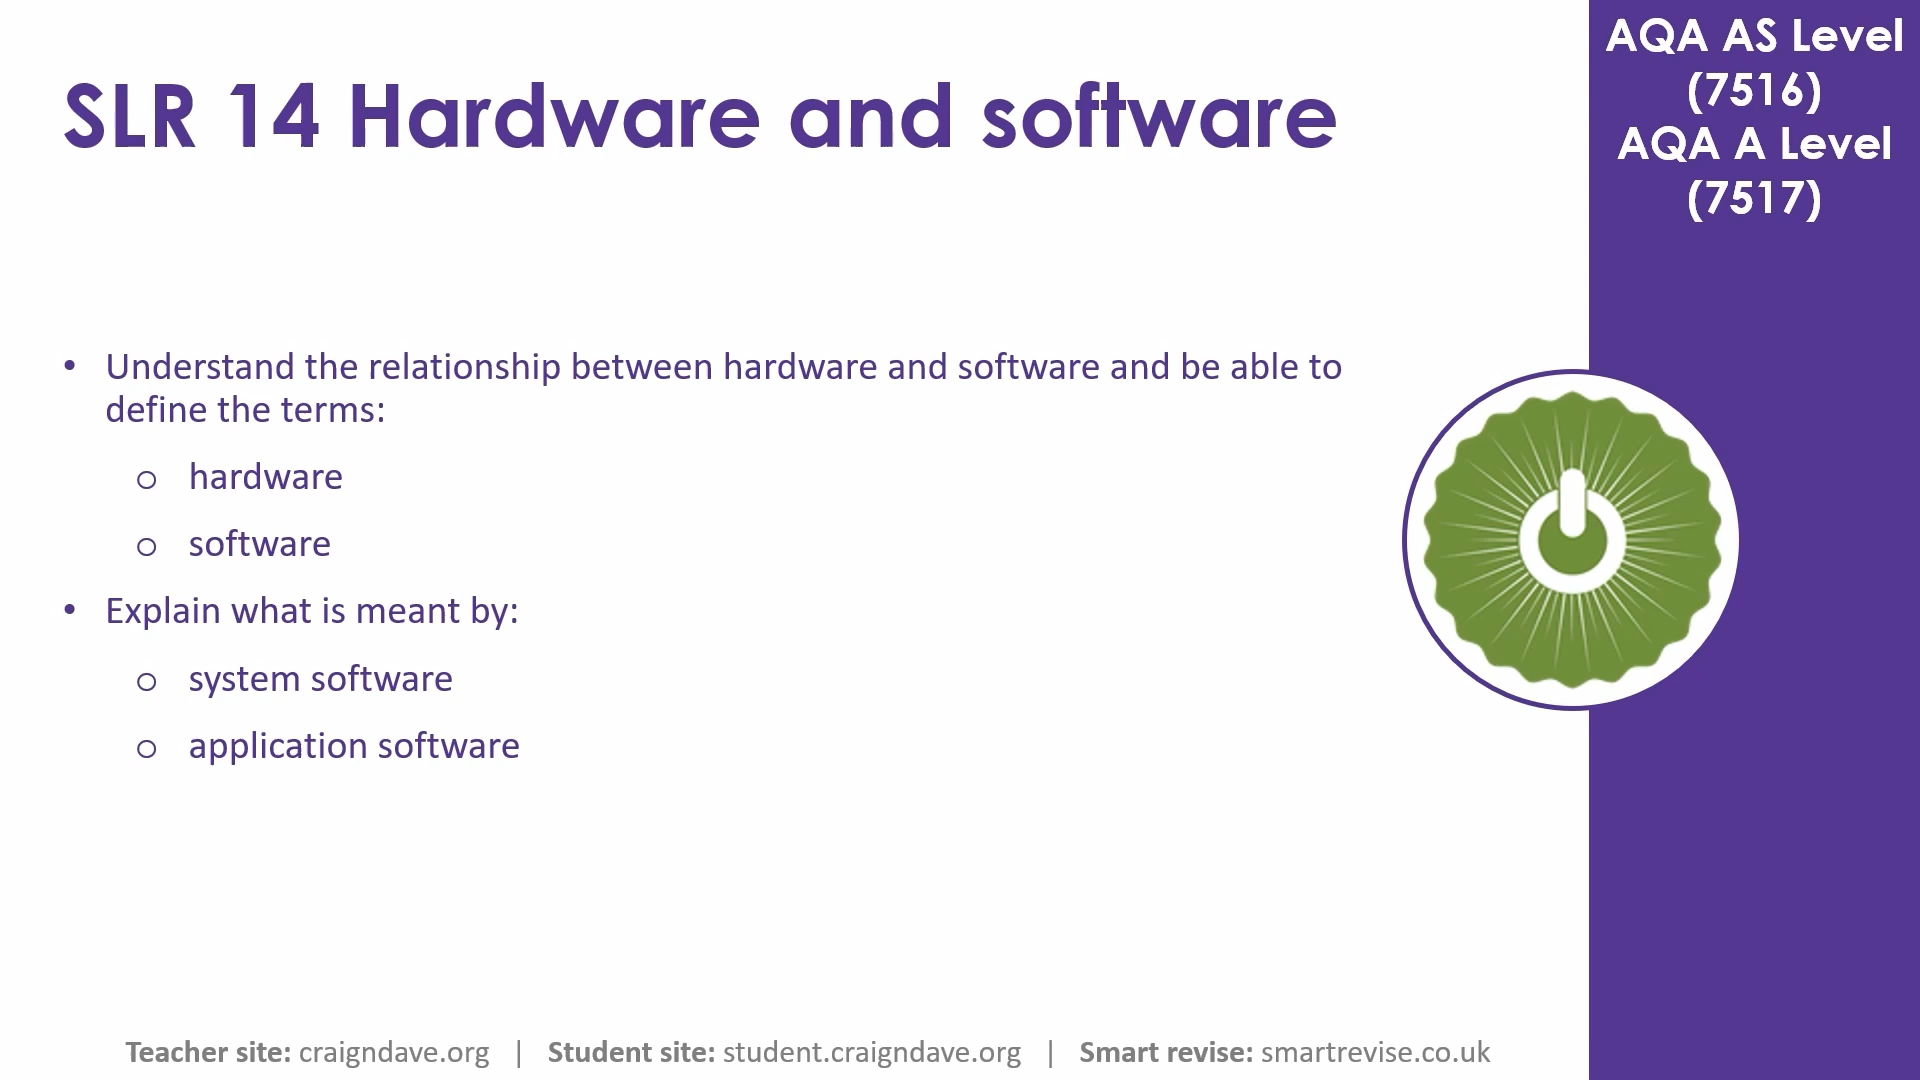 SLR 14 Hardware and software
AQA AS Level
(7516)
AQA A Level
(7517)
• Understand the relationship between hardware and software and be able to
define the terms:
o hardware
o software
• Explain what is meant by:
o system software
o application software
Teacher site: craigndave.org | Student site: student.craigndave.org | Smart revise: smartrevise.co.uk